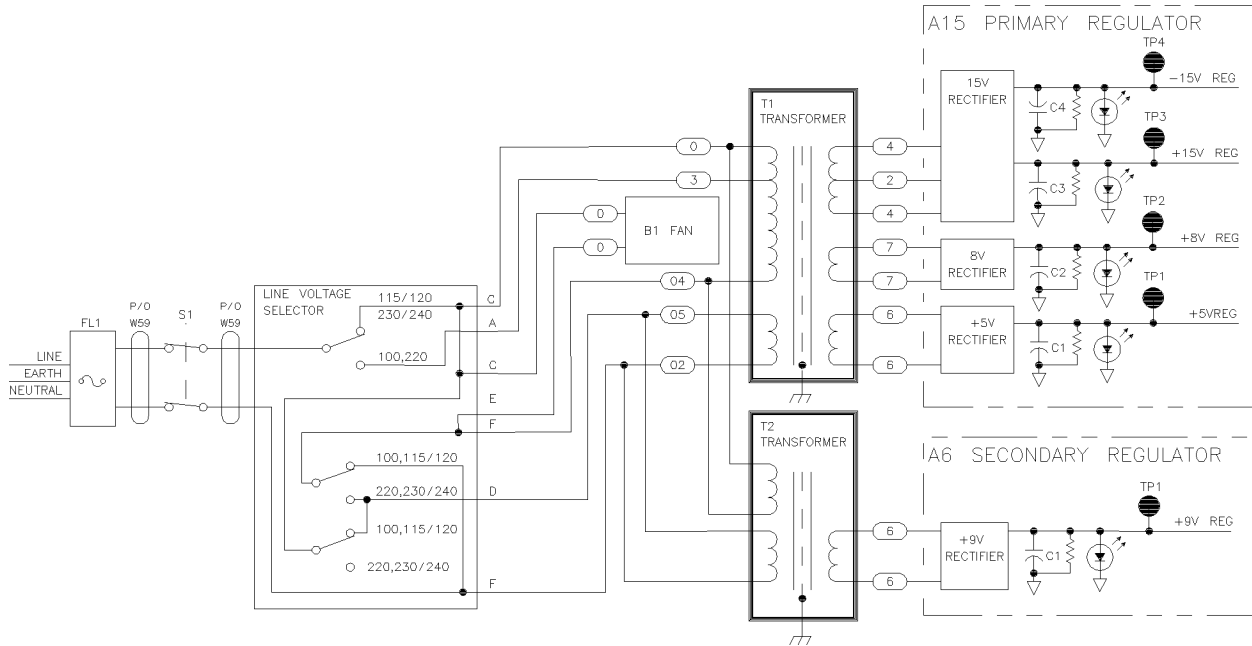 A15 PRIMARY REGULATOR
TP4
-15V REG
15V
RECTIFIER
C4
TP3
+15V REG
C3
T1
TRANSFORMER
0
4
3
2
4
0
B1 FAN
0
TP2
+8V REG
8V
RECTIFIER
C2
7
7
04
TP1
+5VREG
+5V
RECTIFIER
C1
6
6
05
02
LINE VOLTAGE
SELECTOR
115/120
230/240
100,220
C
A
G
E
F
P/O
W59
S1
P/O
W59
FL1
LINE
EARTH
NEUTRAL
100,115/120
220,230/240
D
100,115/120
220,230/240
F
T2
TRANSFORMER
6
6
A6 SECONDARY REGULATOR
TP1
+9V REG
+9V
RECTIFIER
C1